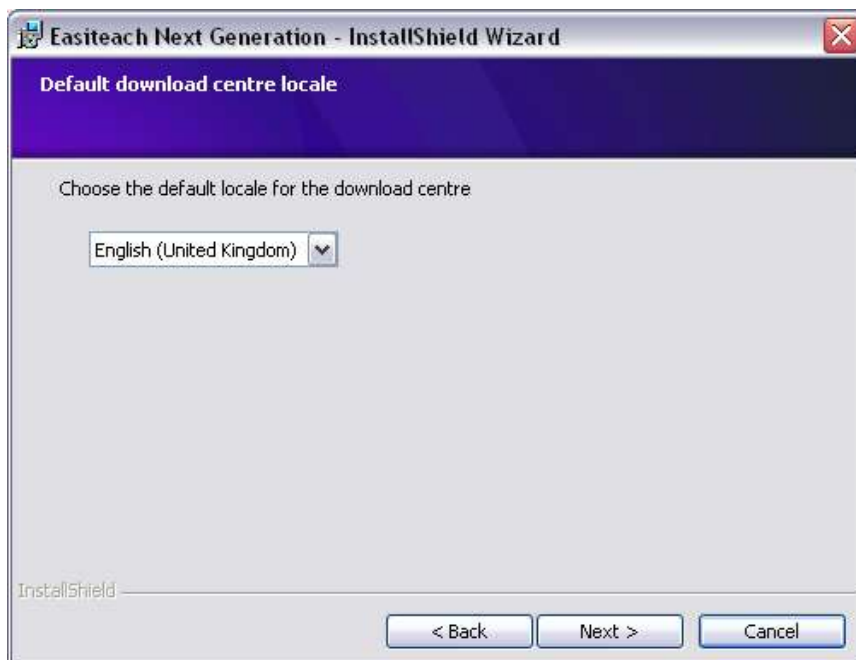 Easiteach Next Generation - InstallShield Wizard
Default download centre locale
Choose the default locale for the download centre
English (United Kingdom)
InstallShield
< Back
Next >
Cancel